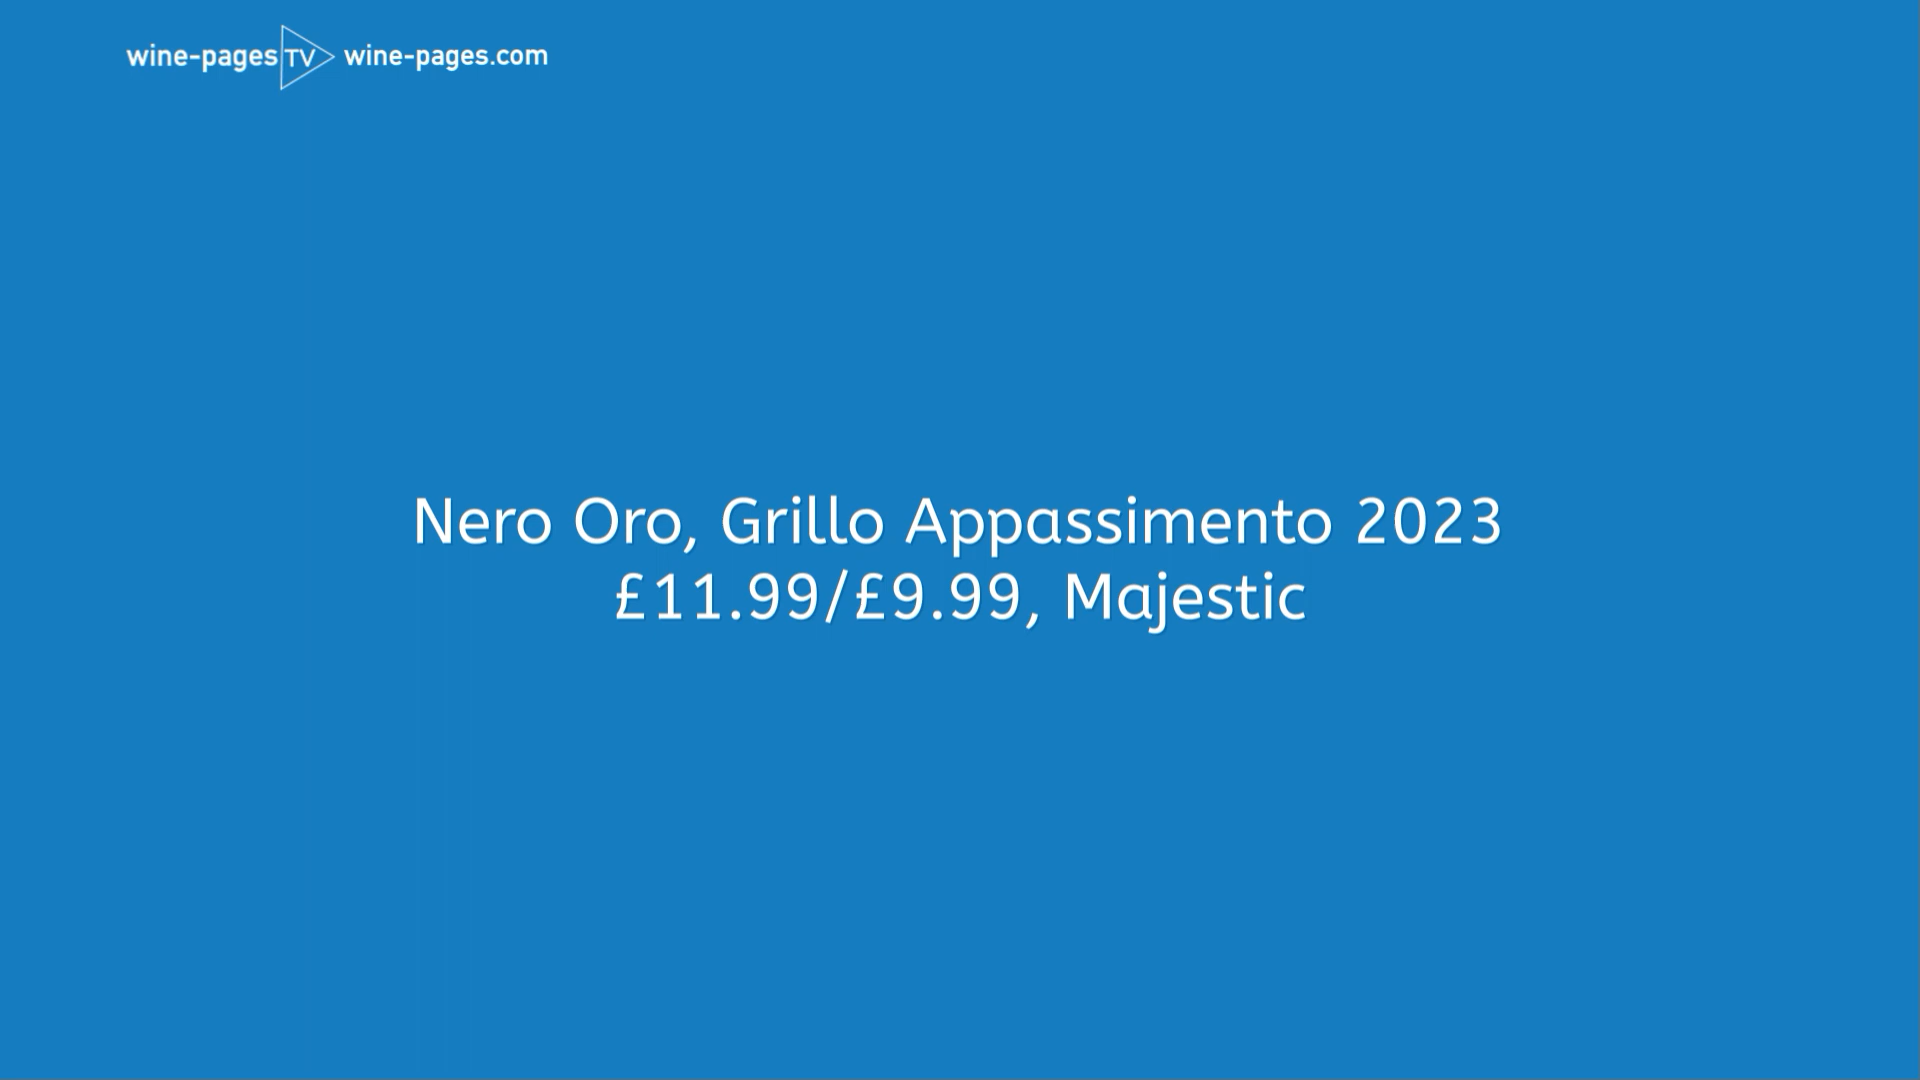 wine-pages TV wine-pages.com
Nero Oro, Grillo Appassimento 2023
£11.99/£9.99, Majestic